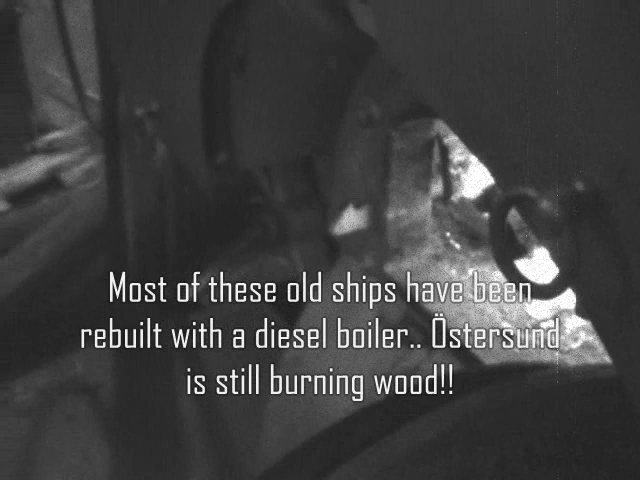 Most of these old ships have been
rebuilt with a diesel boiler.. Östersund
is still burning wood!!